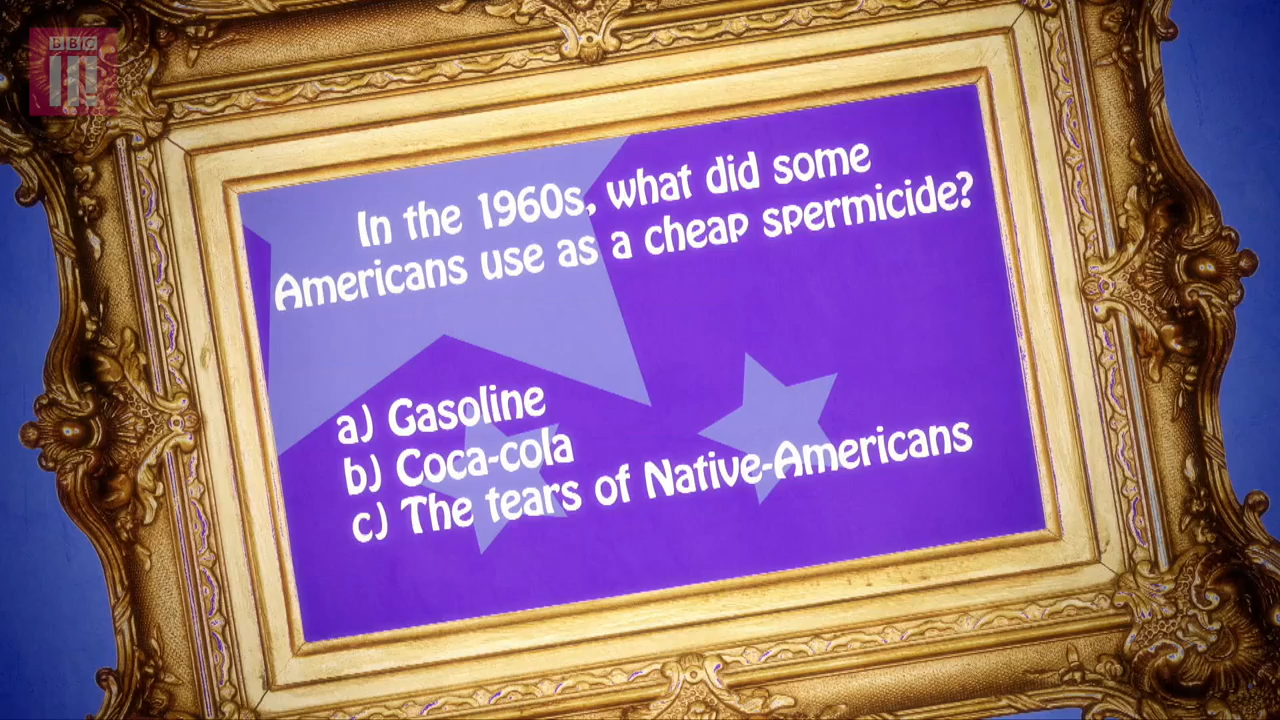 BBC
In the 1960s, what did some
Americans use as a cheap spermicide?
a) Gasoline
b) Coca-cola
c) The tears of Native-Americans